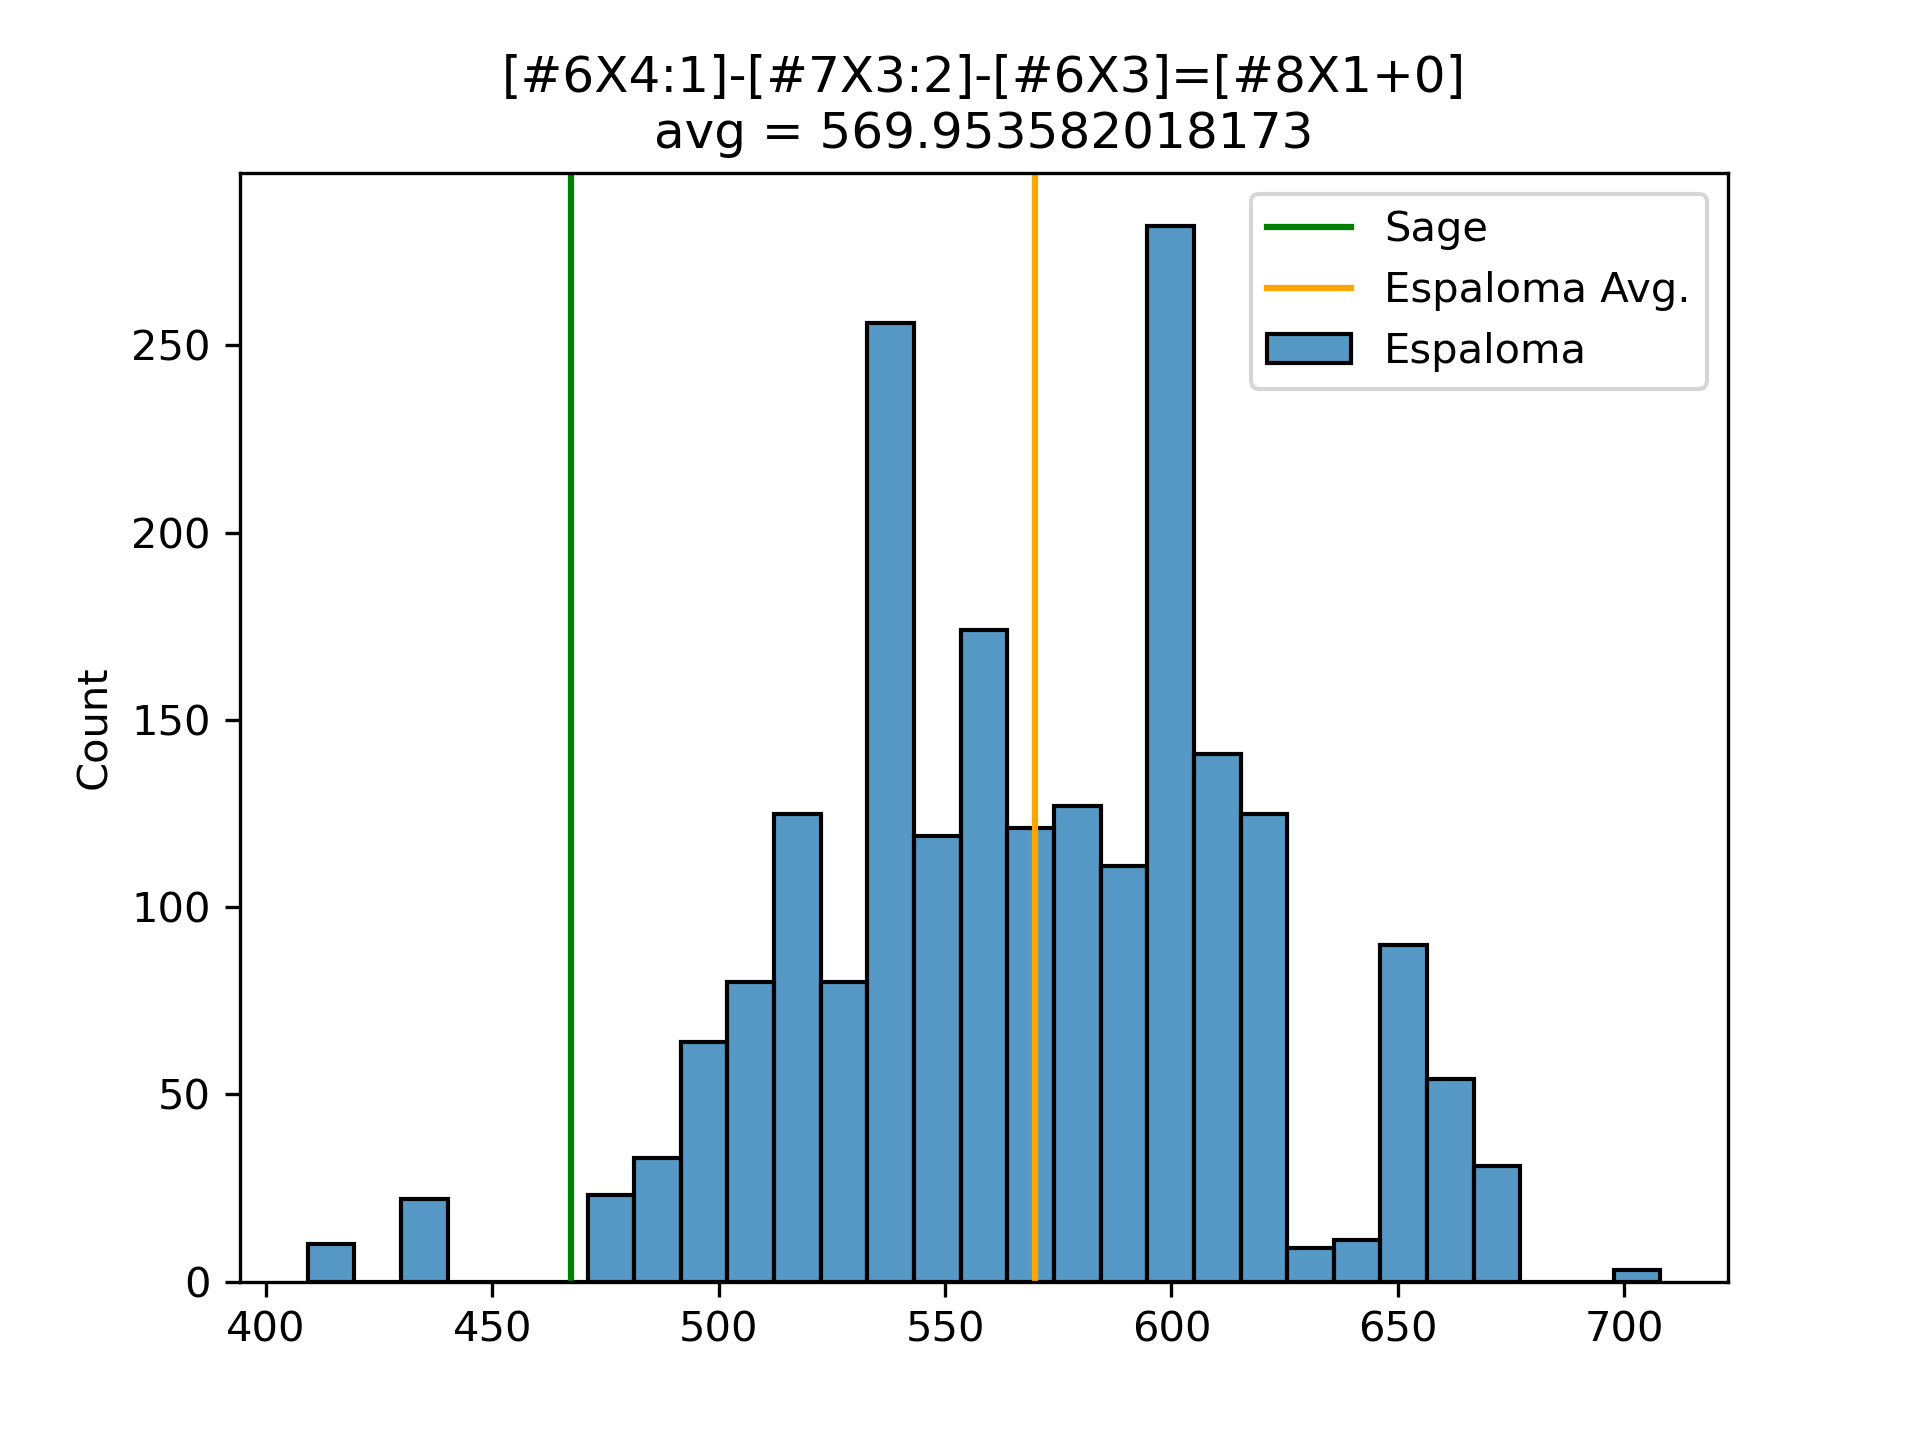 [#6X4:1]-[#7X3:2]-[#6X3]=[#8X1+0]
avg = 569.953582018173
Sage
Espaloma Avg.
Espaloma
250
200
150
100
50
0
Count
400 450 500 550 600 650 700